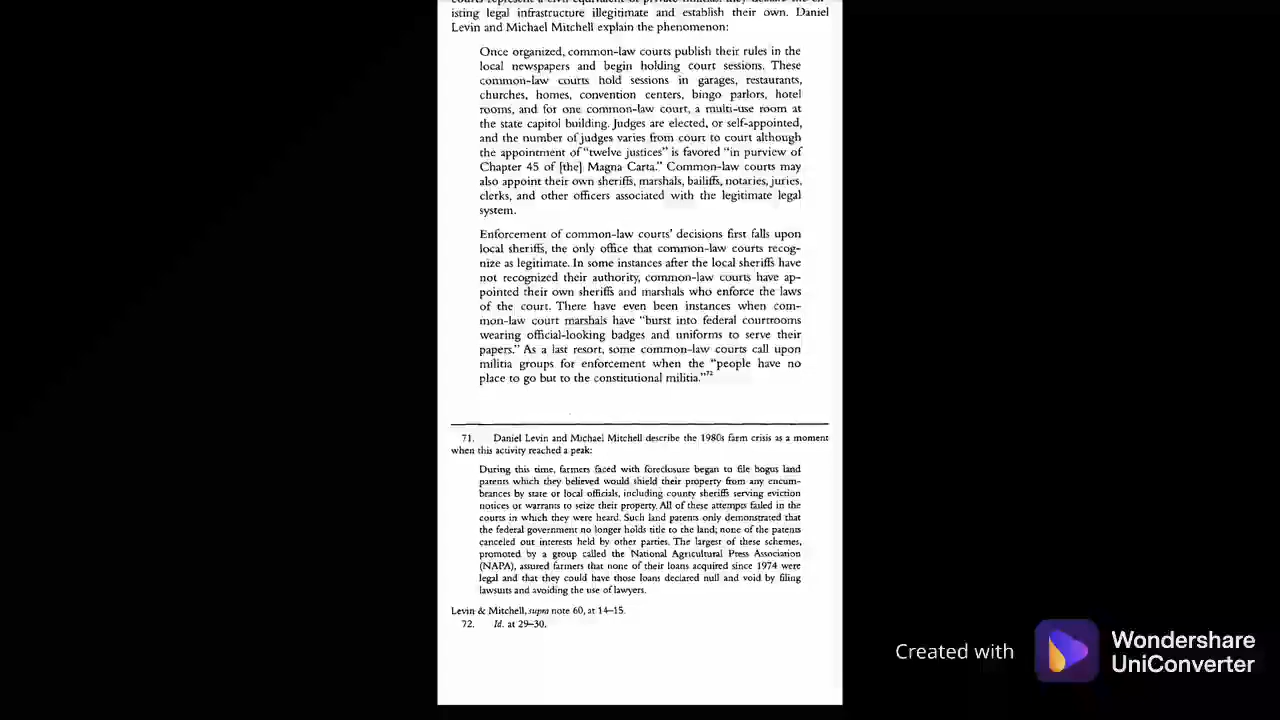 courts represent a civil equivalent of private militias: they declare the ex-
isting legal infrastructure illegitimate and establish their own. Daniel
Levin and Michael Mitchell explain the phenomenon:
Once organized, common-law courts publish their rules in the
local newspapers and begin holding court sessions. These
common-law courts hold sessions in garages, restaurants,
churches, homes, convention centers, bingo parlors, hotel
rooms, and for one common-law court, a multi-use room at
the state capitol building. Judges are elected, or self-appointed,
and the number of judges varies from court to court although
the appointment of "twelve justices" is favored "in purview of
Chapter 45 of [the] Magna Carta." Common-law courts may
also appoint their own sheriffs, marshals, bailiffs, notaries, juries,
clerks, and other officers associated with the legitimate legal
system.
Enforcement of common-law courts' decisions first falls upon
local sheriffs, the only office that common-law courts recog-
nize as legitimate. In some instances after the local sheriffs have
not recognized their authority, common-law courts have ap-
pointed their own sheriffs and marshals who enforce the laws
of the court. There have even been instances when com-
mon-law court marshals have "burst into federal courtrooms
wearing official-looking badges and uniforms to serve their
papers." As a last resort, some common-law courts call upon
militia groups for enforcement when the "people have no
place to go but to the constitutional militia."72
71. Daniel Levin and Michael Mitchell describe the 1980s farm crisis as a moment
when this activity reached a peak:
During this time, farmers faced with foreclosure began to file bogus land
patents which they believed would shield their property from any encum-
brances by state or local officials, including county sheriffs serving eviction
notices or warrants to seize their property. All of these attempts failed in the
courts in which they were heard. Such land patents only demonstrated that
the federal government no longer holds title to the land; none of the patents
canceled out interests held by other parties. The largest of these schemes,
promoted by a group called the National Agricultural Press Association
(NAPA), assured farmers that none of their loans acquired since 1974 were
legal and that they could have those loans declared null and void by filing
lawsuits and avoiding the use of lawyers.
Levin & Mitchell, supra note 60, at 14–15.
72. Id. at 29–30.
Created with
Wondershare
UniConverter